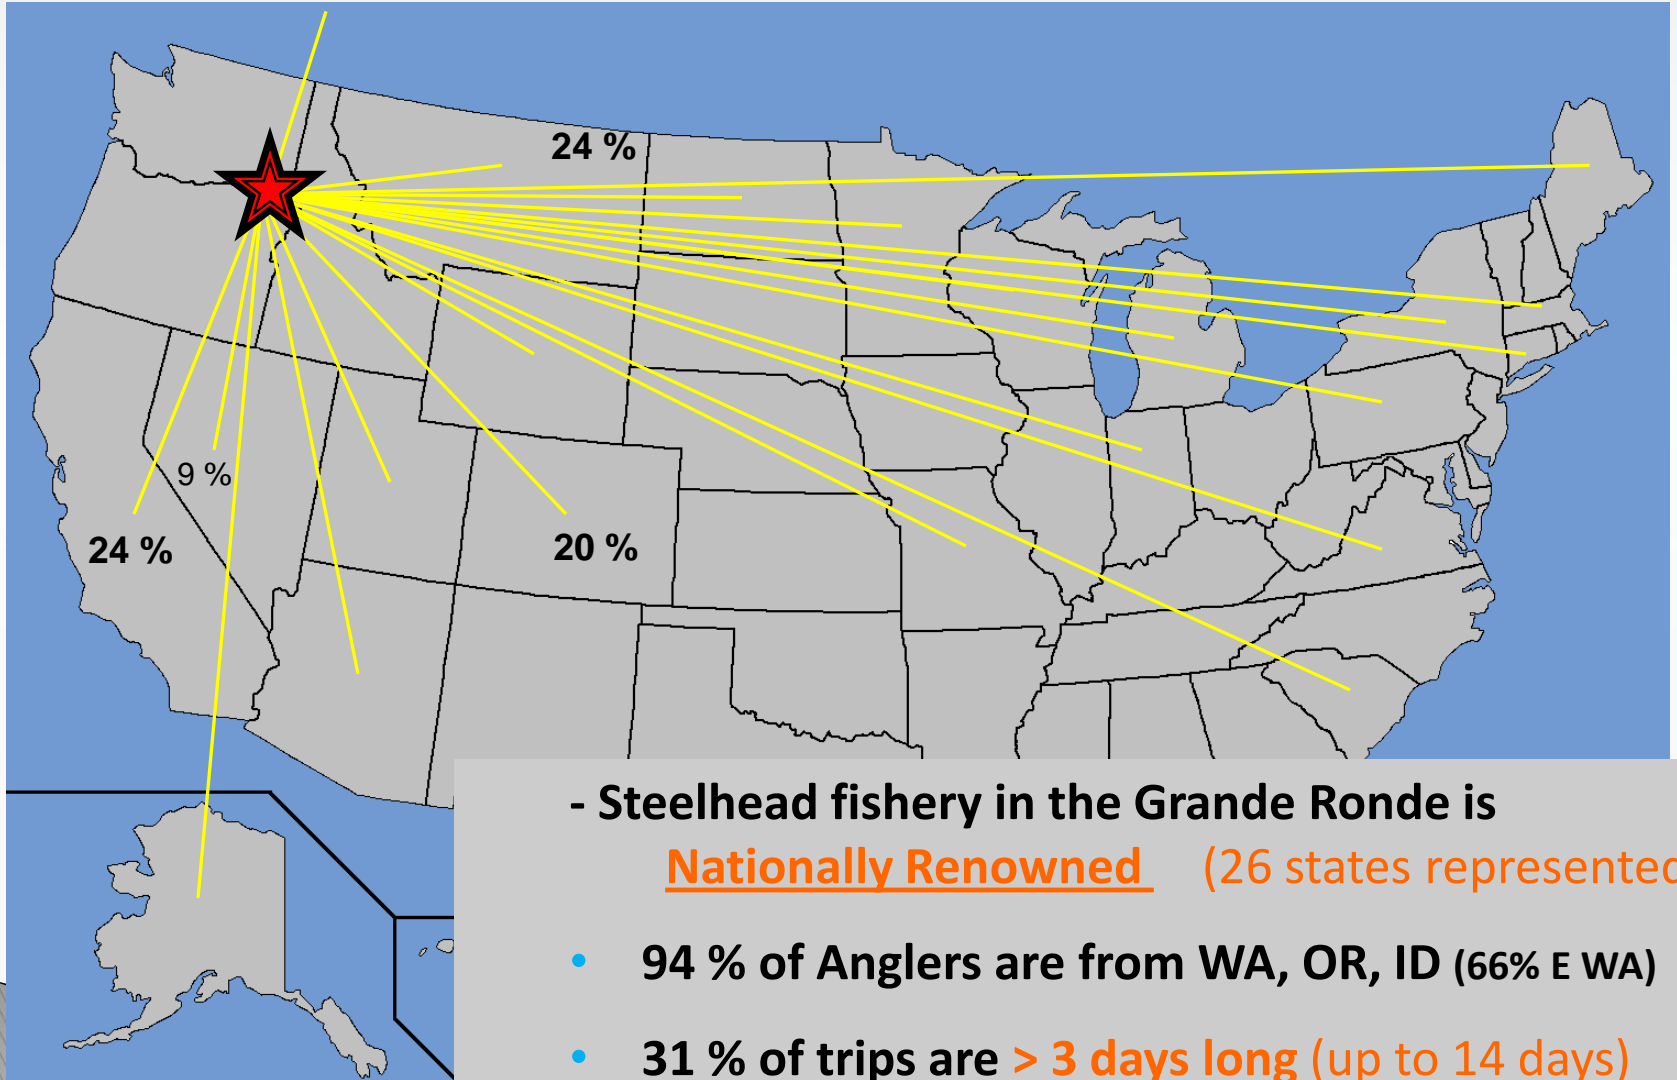 24 %
9 %
24 %
20 %
- Steelhead fishery in the Grande Ronde is
Nationally Renowned (26 states represented
• 94 % of Anglers are from WA, OR, ID (66% E WA)
• 31 % of trips are > 3 days long (up to 14 days)